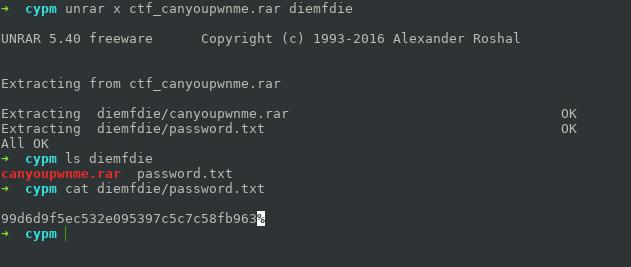 ➜  cypm unrar x ctf_canyoupwnme.rar diemfdie
UNRAR 5.40 freeware      Copyright (c) 1993-2016 Alexander Roshal
Extracting from ctf_canyoupwnme.rar
Extracting  diemfdie/canyoupwnme.rar                                  OK
Extracting  diemfdie/password.txt                                     OK
All OK
➜  cypm ls diemfdie
canyoupwnme.rar  password.txt
➜  cypm cat diemfdie/password.txt
99d6d9f5ec532e095397c5c7c58fb963%
➜  cypm